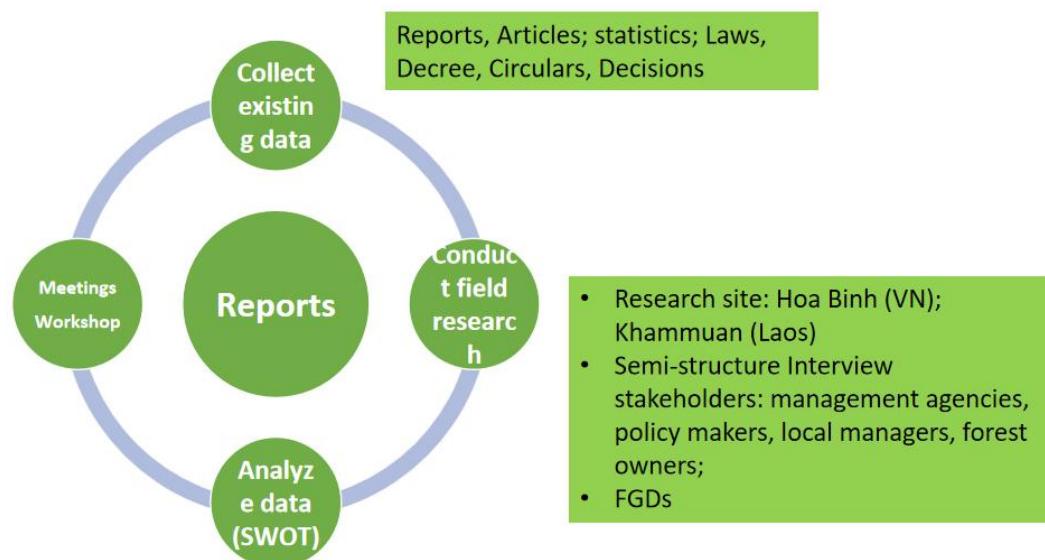 Reports, Articles; statistics; Laws,
Decree, Circulars, Decisions
Collect
existin
g data
Conduc
t field
researc
h
• Research site: Hoa Binh (VN);
Khammuan (Laos)
• Semi-structure Interview
stakeholders: management agencies,
policy makers, local managers, forest
owners;
• FGDs
Analyz
e data
(SWOT)
Meetings
Workshop
Reports